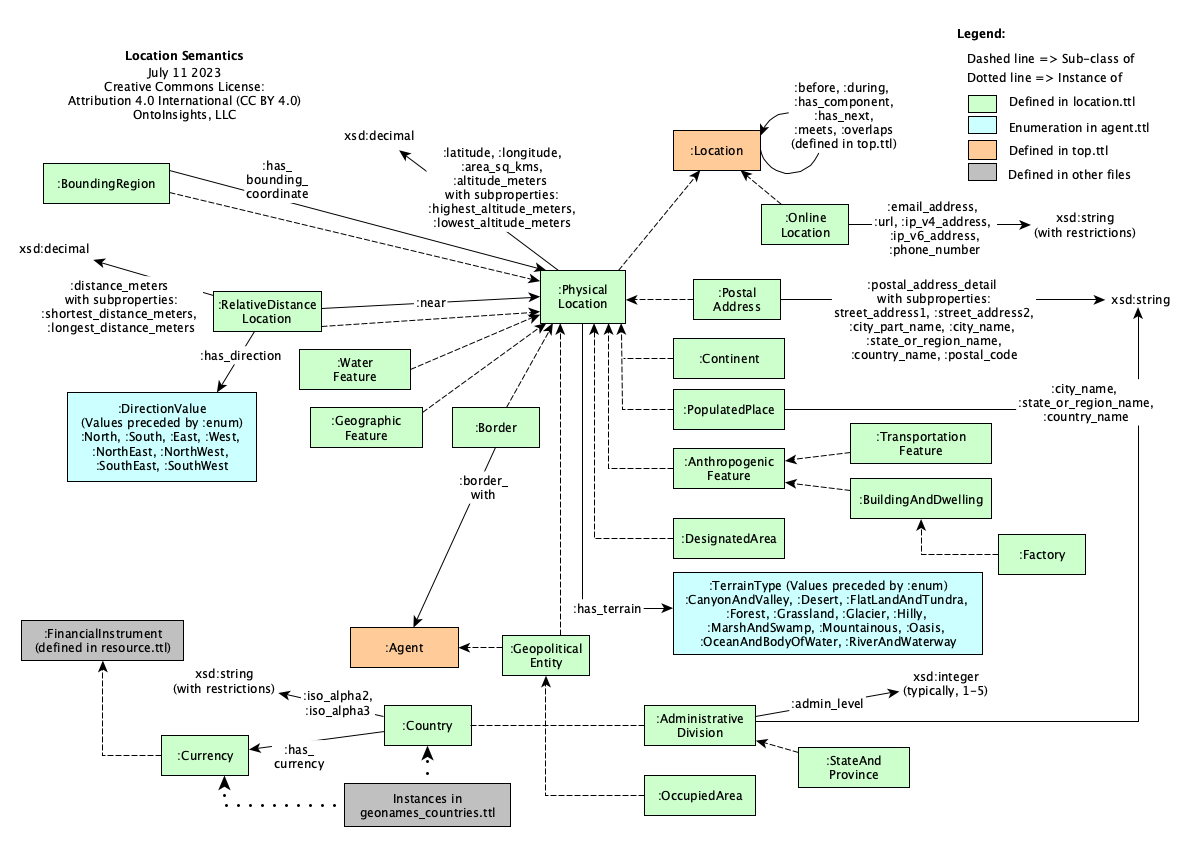 Location Semantics
July 11 2023
Creative Commons License:
Attribution 4.0 International (CC BY 4.0)
OntoInsights, LLC
Legend:
Dashed line => Sub-class of
Dotted line => Instance of
Defined in location.ttl
Enumeration in agent.ttl
Defined in top.ttl
Defined in other files
:before, :during,
:has_component,
:has_next,
:meets, :overlaps
(defined in top.ttl)
:Location
xsd:decimal
:latitude, :longitude,
:area_sq_kms,
:altitude_meters
with subproperties:
:highest_altitude_meters,
:lowest_altitude_meters
:BoundingRegion
:has_
bounding_
coordinate
:Online
Location
:email_address,
:url, :ip_v4_address,
:ip_v6_address,
:phone_number
xsd:string
(with restrictions)
xsd:decimal
:distance_meters
with subproperties:
:shortest_distance_meters,
:longest_distance_meters
:RelativeDistance
Location
:near
:Physical
Location
:Postal
Address
:postal_address_detail
with subproperties:
street_address1, :street_address2,
:city_part_name, :city_name,
:state_or_region_name,
:country_name, :postal_code
xsd:string
:has_direction
:Water
Feature
:Continent
:DirectionValue
(Values preceded by :enum)
:North, :South, :East, :West,
:NorthEast, :NorthWest,
:SouthEast, :SouthWest
:Geographic
Feature
:Border
:PopulatedPlace
:city_name,
:state_or_region_name,
:country_name
:Anthropogenic
Feature
:Transportation
Feature
:border_
with
:BuildingAndDwelling
:DesignatedArea
:Factory
:has_terrain
:TerrainType (Values preceded by :enum)
:CanyonAndValley, :Desert, :FlatLandAndTundra,
:Forest, :Grassland, :Glacier, :Hilly,
:MarshAndSwamp, :Mountainous, :Oasis,
:OceanAndBodyOfWater, :RiverAndWaterway
:FinancialInstrument
(defined in resource.ttl)
:Agent
:Geopolitical
Entity
xsd:string
(with restrictions)
:iso_alpha2,
:iso_alpha3
xsd:integer
(typically, 1-5)
:admin_level
:Country
:Administrative
Division
:Currency
:has_
currency
:StateAnd
Province
Instances in
geonames_countries.ttl
:OccupiedArea